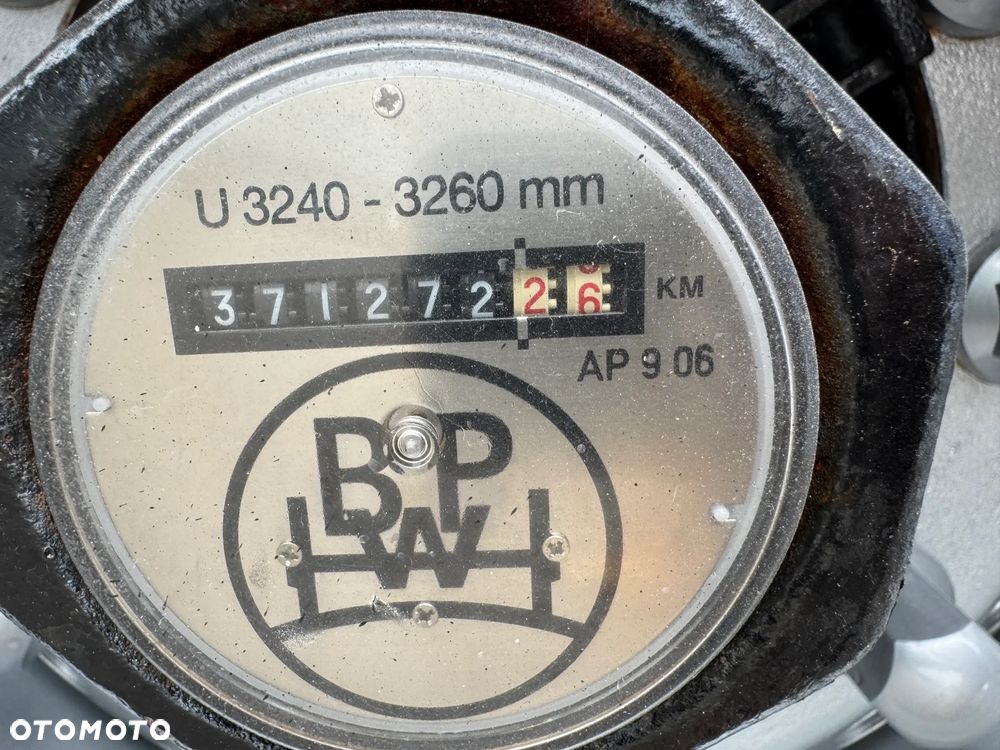 U 3240 - 3260 mm
37127226 KM
AP 9 06
BPW
OTOMOTO